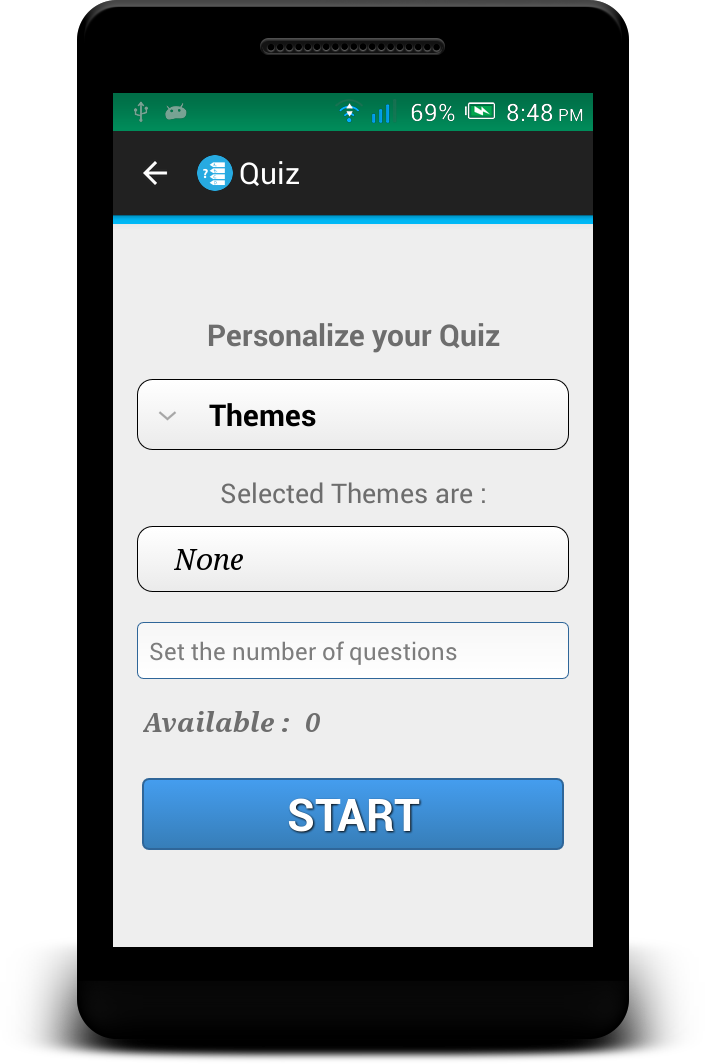 69% 8:48 PM
Quiz
Personalize your Quiz
Themes
Selected Themes are :
None
Set the number of questions
Available : 0
START